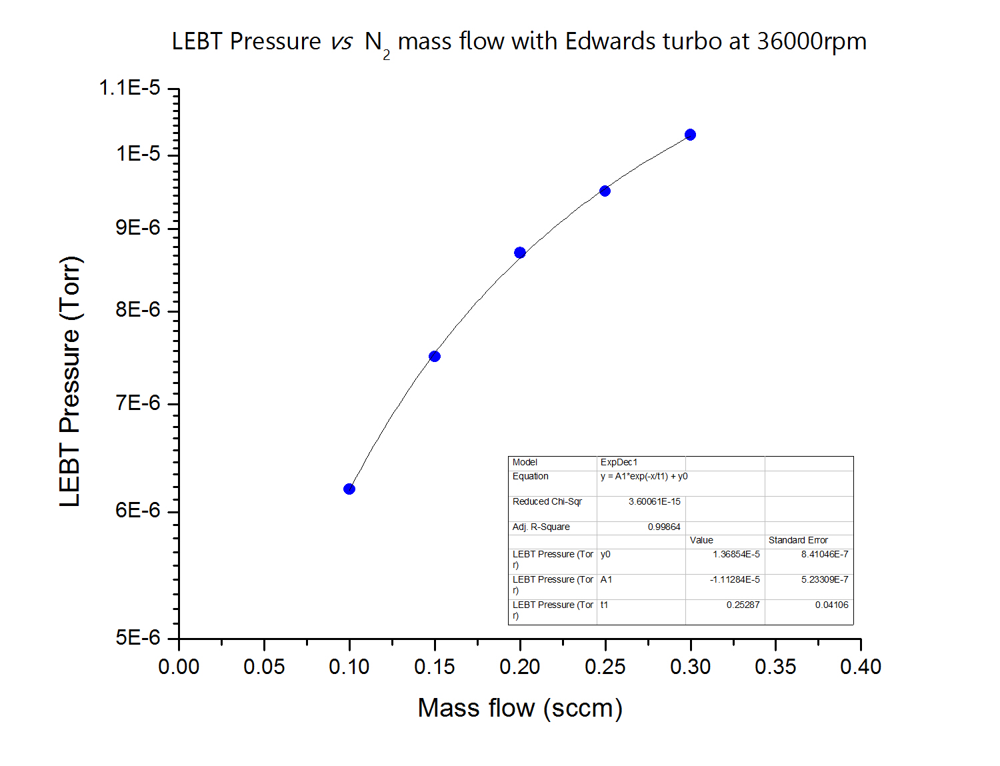 LEBT Pressure vs N2 mass flow with Edwards turbo at 36000rpm
1.1E-5
1E-5
9E-6
8E-6
7E-6
6E-6
5E-6
LEBT Pressure (Torr)
0.00 0.05 0.10 0.15 0.20 0.25 0.30 0.35 0.40
Mass flow (sccm)
Model ExpDec1
Equation y = A1*exp(-x/t1) + y0
Reduced Chi-Sqr 3.60061E-15
Adj. R-Square 0.99864
Value Standard Error
LEBT Pressure (Tor y0 1.36854E-5 8.41046E-7
r)
LEBT Pressure (Tor A1 -1.11284E-5 5.23309E-7
r)
LEBT Pressure (Tor t1 0.25287 0.04106
r)